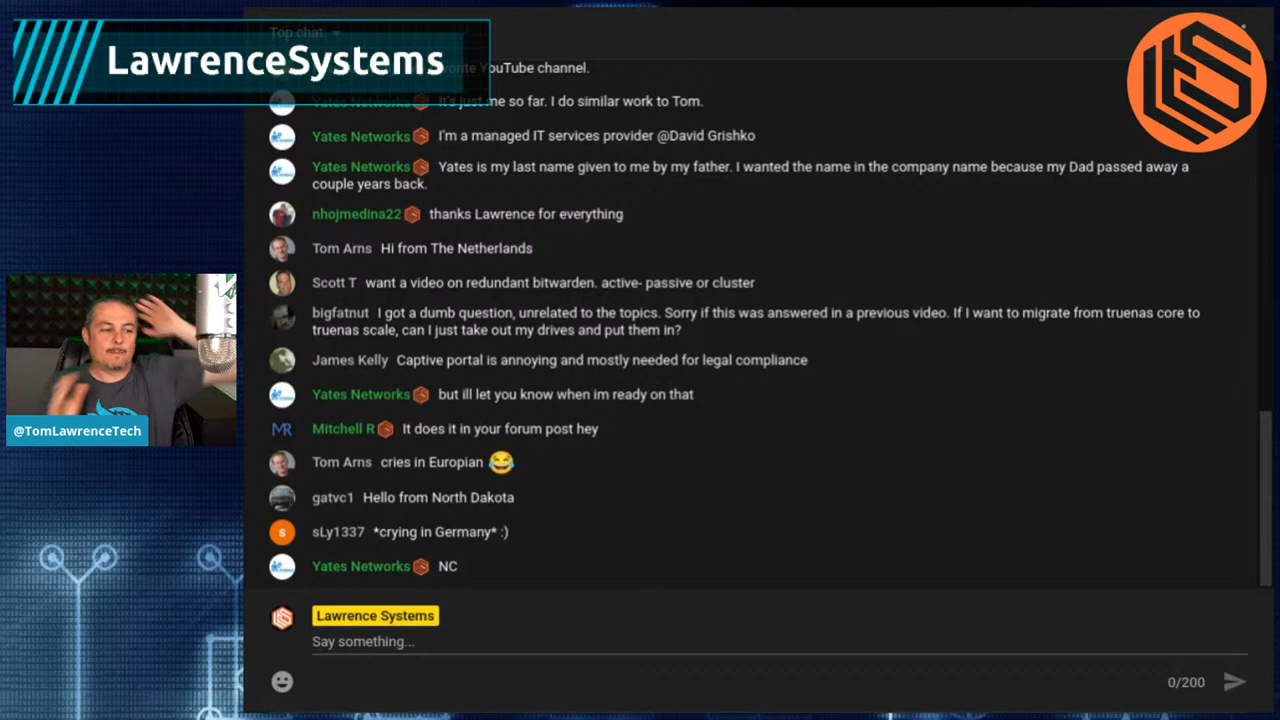 LawrenceSystems
Top chat
YouTube channel.
Yates Networks It's just me so far. I do similar work to Tom.
Yates Networks I'm a managed IT services provider @David Grishko
Yates Networks Yates is my last name given to me by my father. I wanted the name in the company name because my Dad passed away a
couple years back.
nhojmedina22 thanks Lawrence for everything
Tom Arns Hi from The Netherlands
Scott T want a video on redundant bitwarden. active- passive or cluster
bigfatnut I got a dumb question, unrelated to the topics. Sorry if this was answered in a previous video. If I want to migrate from truenas core to
truenas scale, can I just take out my drives and put them in?
James Kelly Captive portal is annoying and mostly needed for legal compliance
Yates Networks but ill let you know when im ready on that
MR Mitchell R It does it in your forum post hey
@TomLawrenceTech
Tom Arns cries in Europian 😂
gatvc1 Hello from North Dakota
s sLy1337 *crying in Germany* :)
Yates Networks NC
Lawrence Systems
Say something...
0/200